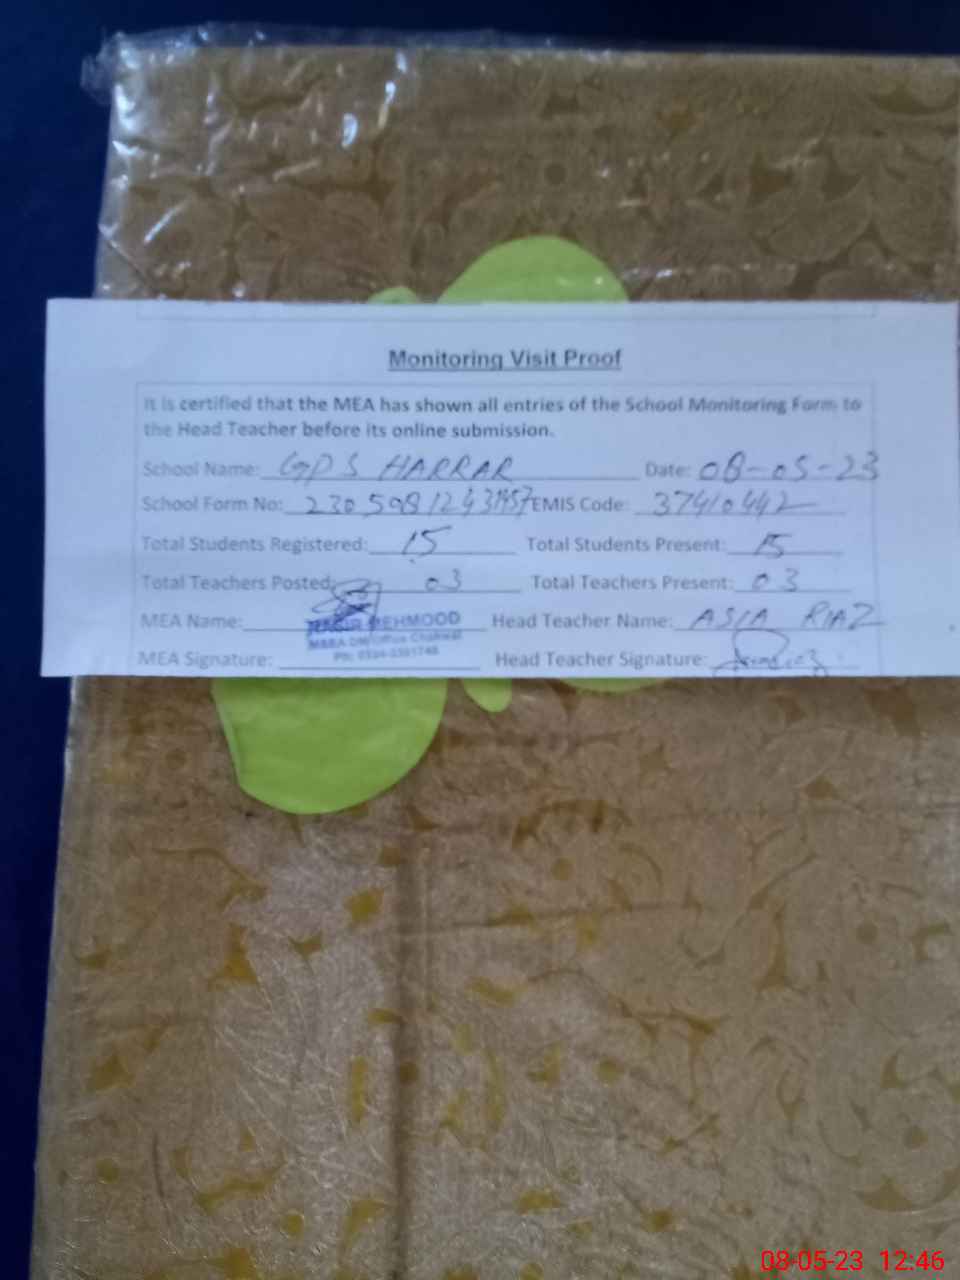 Monitoring Visit Proof
It is certified that the MEA has shown all entries of the School Monitoring Form to
the Head Teacher before its online submission.
School Name: GPS HARRAR Date: 08-05-23
School Form No: EMIS Code: 37410442
Total Students Registered: 15 Total Students Present: 15
Total Teachers Posted: 03 Total Teachers Present: 03
MEA Name: MEHMOOD Head Teacher Name: ASIA RIAZ
MEA Signature: Head Teacher Signature:
08-05-23 12:46